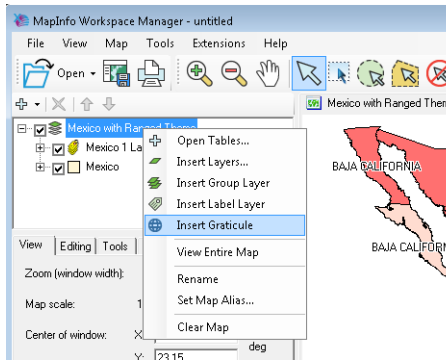 MapInfo Workspace Manager - untitled
File View Map Tools Extensions Help
Open
Mexico with Ranged Theme
Mexico 1 La
Mexico
Open Tables...
Insert Layers...
Insert Group Layer
Insert Label Layer
Insert Graticule
View Entire Map
Rename
Set Map Alias...
Clear Map
View Editing Tools
Zoom (window width):
Map scale: 1
Center of window: X
Y: 23.15
deg
Mexico with Ranged Them
BAJA CALIFORNIA
BAJA CALIFORN